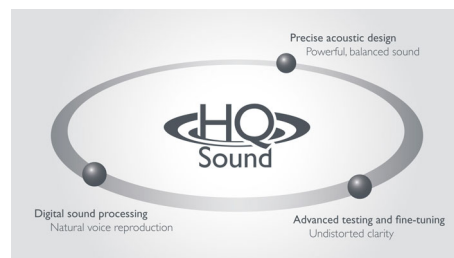 Precise acoustic design
Powerful, balanced sound
HQ
Sound
Digital sound processing
Natural voice reproduction
Advanced testing and fine-tuning
Undistorted clarity